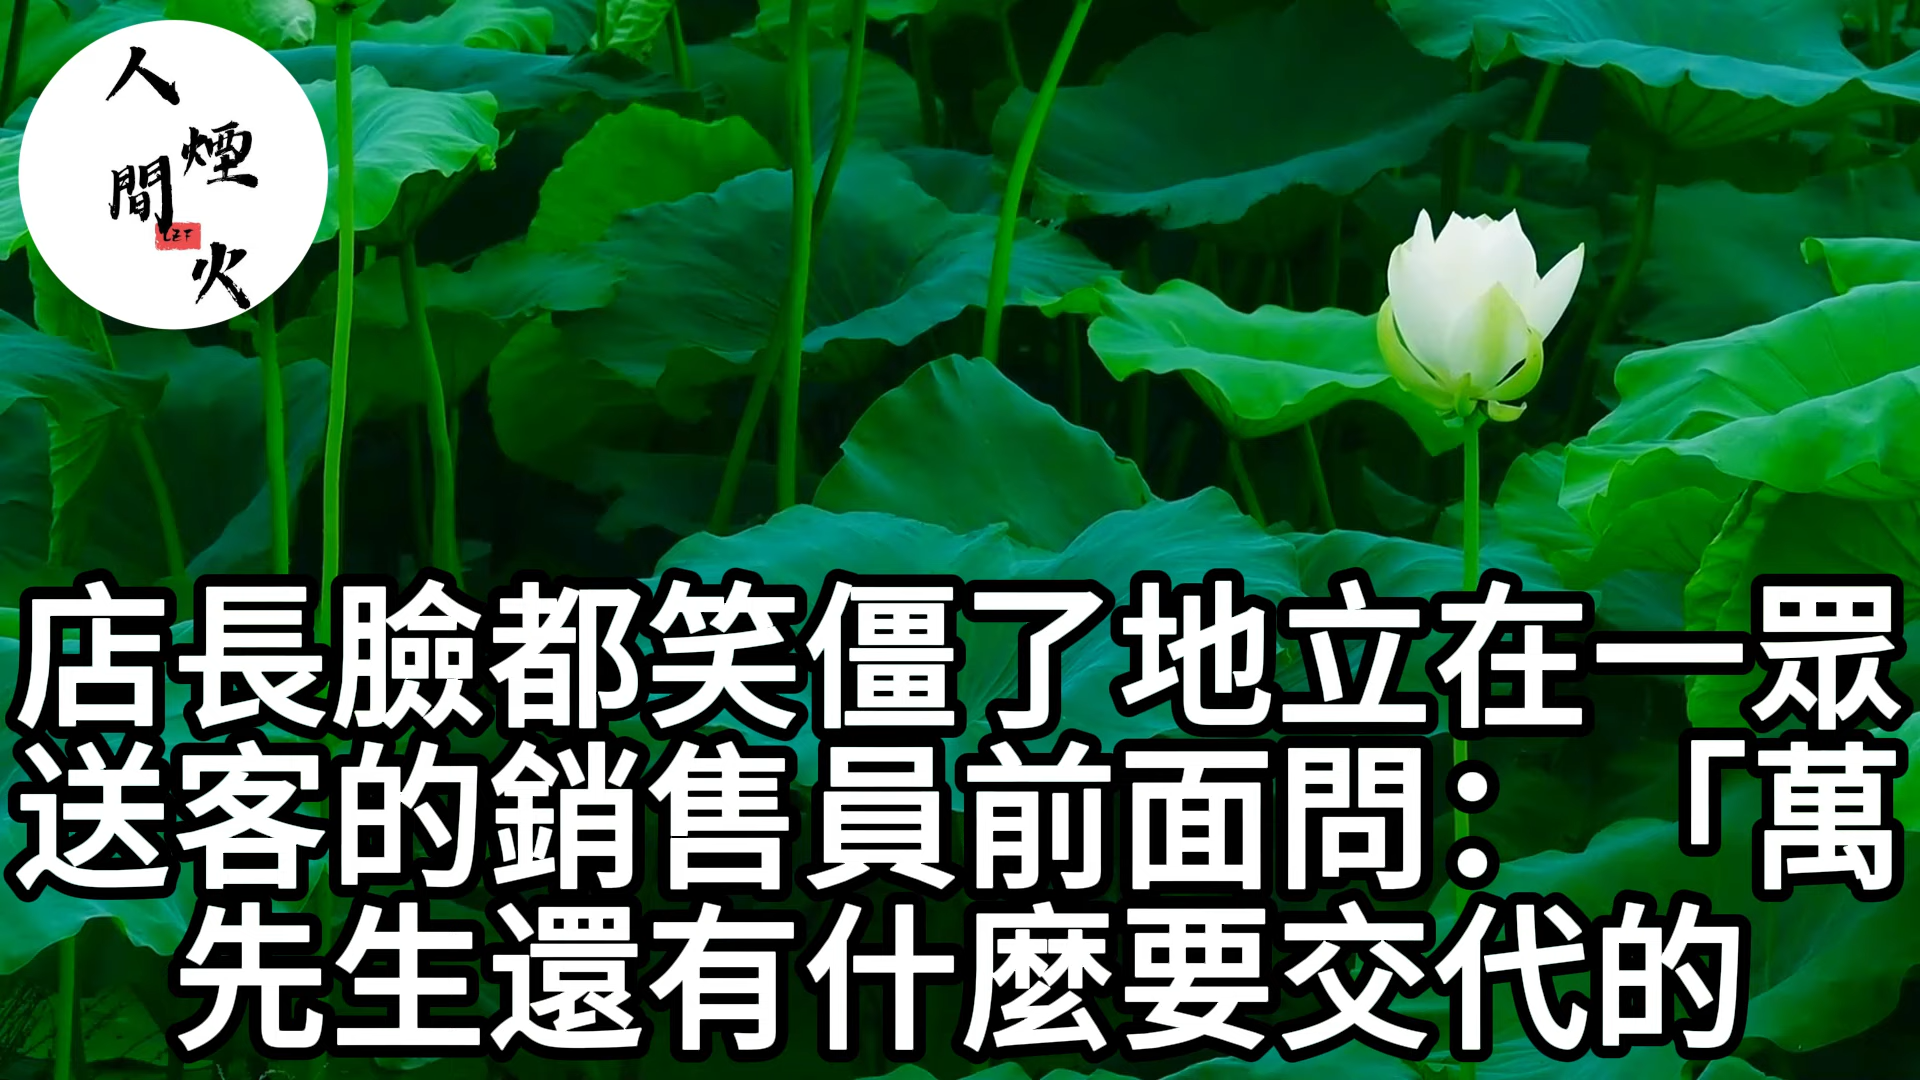 人間煙火
LZF
店長臉都笑僵了地立在一眾
送客的銷售員前面問：「萬
先生還有什麼要交代的